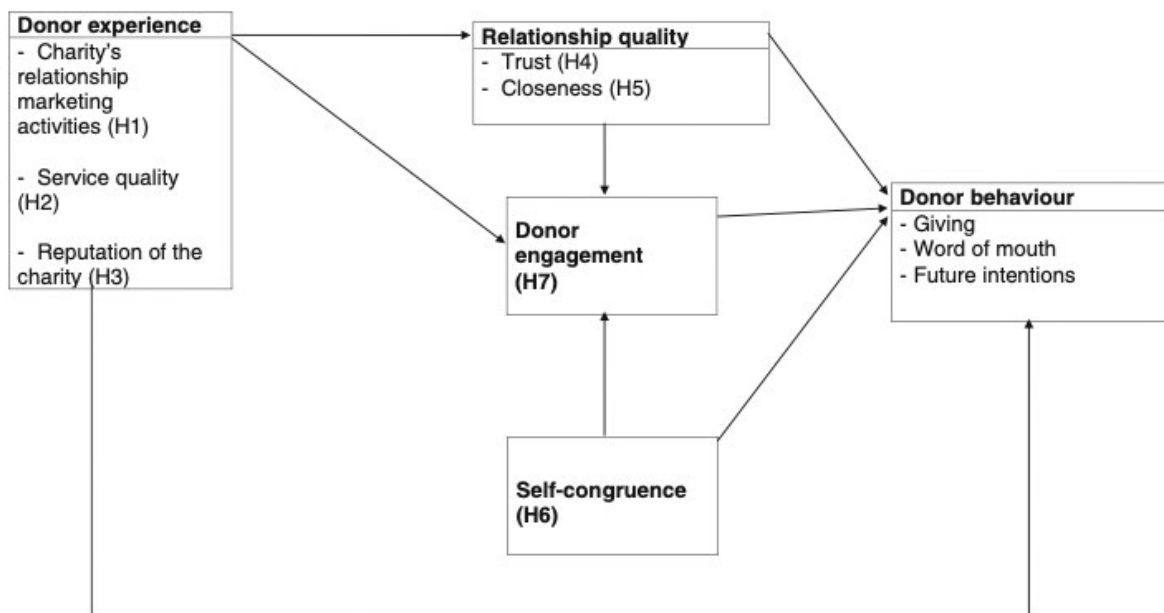 Donor experience
- Charity's
relationship
marketing
activities (H1)
- Service quality
(H2)
- Reputation of the
charity (H3)
Relationship quality
- Trust (H4)
- Closeness (H5)
Donor
engagement
(H7)
Self-congruence
(H6)
Donor behaviour
- Giving
- Word of mouth
- Future intentions